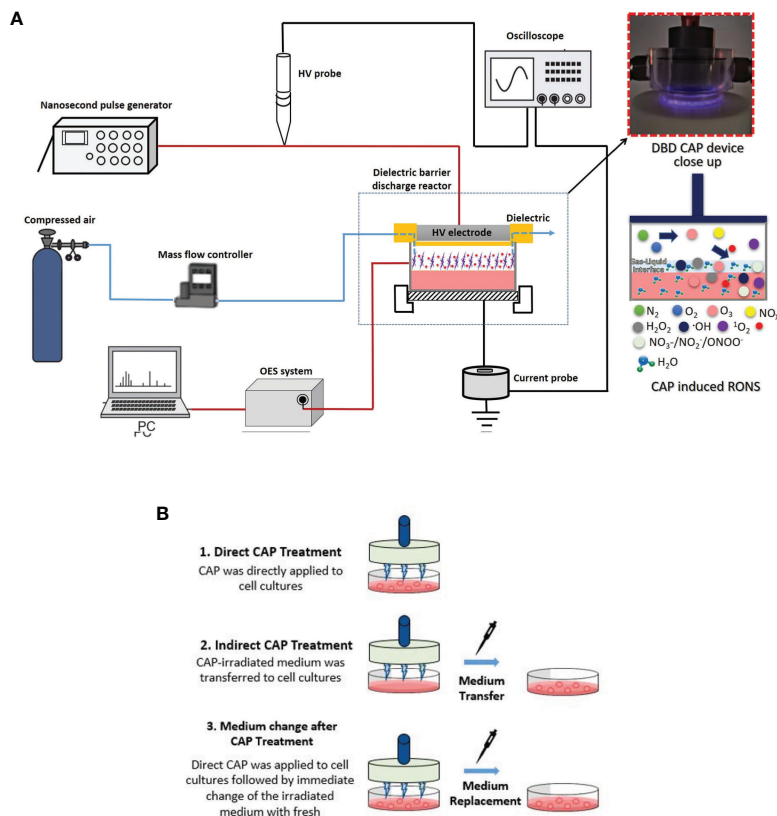 A
Oscilloscope
HV probe
Nanosecond pulse generator
DBD CAP device
close up
Dielectric barrier
discharge reactor
Compressed air
HV electrode
Dielectric
Mass flow controller
Gas-Liquid
Interface
N2 O2 O3 NOx
H2O2 ·OH ¹O2
NO3-/NO2-/ONOO-
H2O
OES system
Current probe
CAP induced RONS
PC
PC
B
1. Direct CAP Treatment
CAP was directly applied to
cell cultures
2. Indirect CAP Treatment
CAP-irradiated medium was
transferred to cell cultures
Medium
Transfer
3. Medium change after
CAP Treatment
Direct CAP was applied to cell
cultures followed by immediate
change of the irradiated
medium with fresh
Medium
Replacement